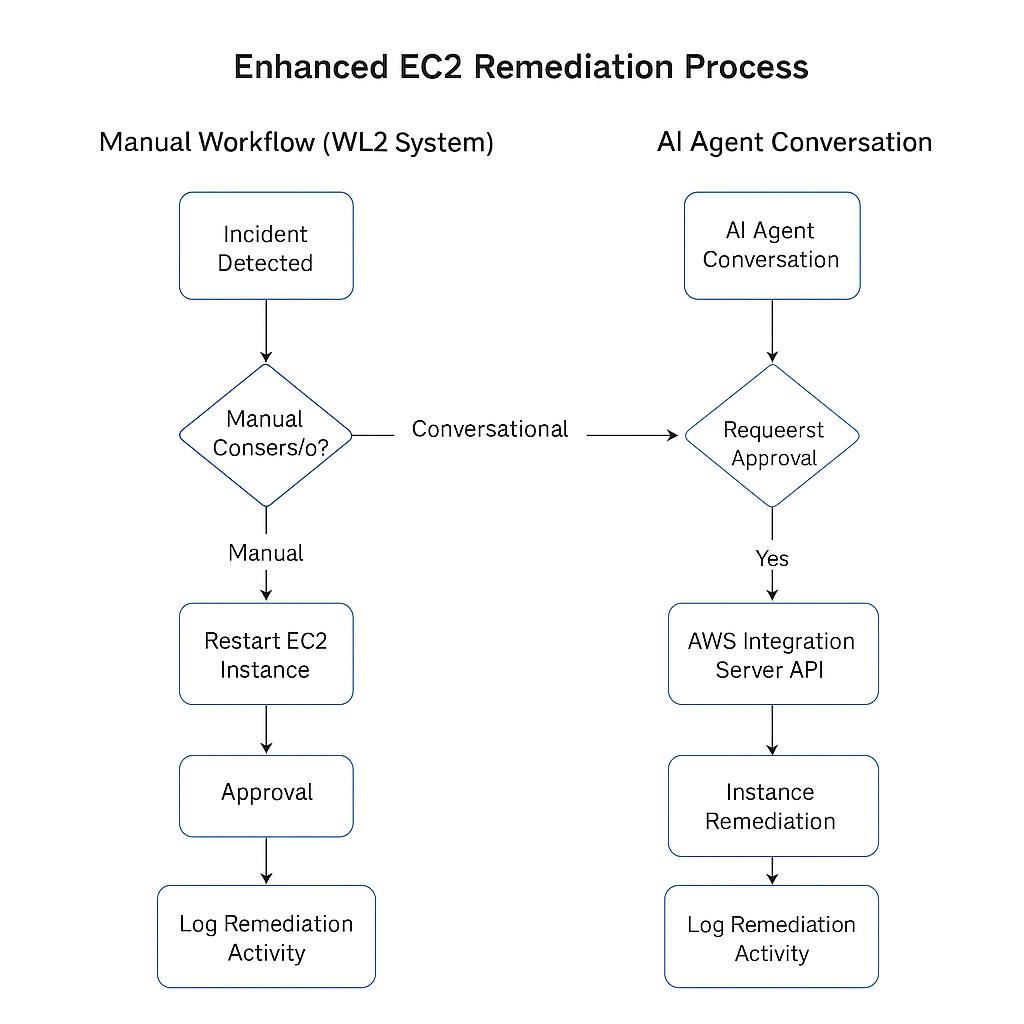 Enhanced EC2 Remediation Process
Manual Workflow (WL2 System)
AI Agent Conversation
Incident
Detected
AI Agent
Conversation
Manual
Consers/o?
Conversational
Requeerst
Approval
Manual
Yes
Restart EC2
Instance
AWS Integration
Server API
Approval
Instance
Remediation
Log Remediation
Activity
Log Remediation
Activity